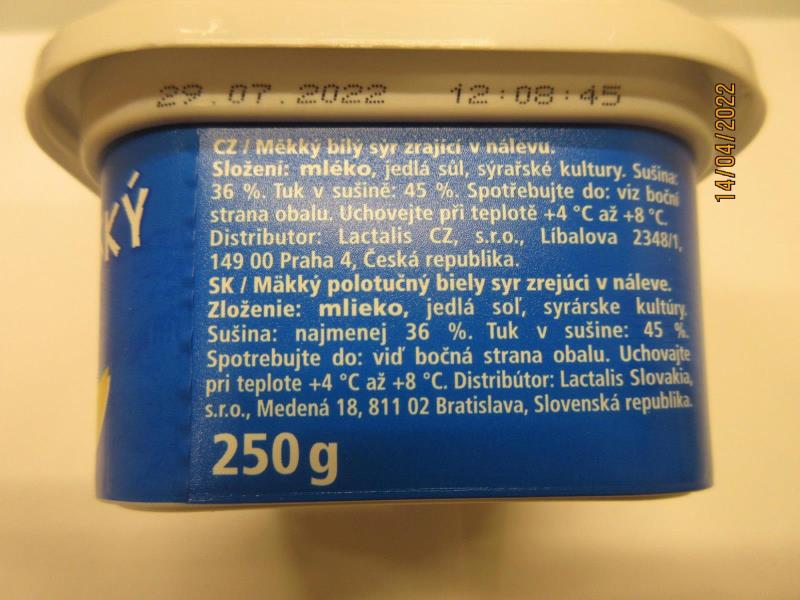 29.07.2022 12:08:45
14/04/2022
KÝ
CZ / Měkký bílý sýr zrající v nálevu.
Složení: mléko, jedlá sůl, sýrařské kultury. Sušina:
36 %. Tuk v sušině: 45 %. Spotřebujte do: viz boční
strana obalu. Uchovejte při teplotě +4 °C až +8 °C.
Distributor: Lactalis CZ, s.r.o., Líbalova 2348/1,
149 00 Praha 4, Česká republika.
SK / Mäkký polotučný biely syr zrejúci v náleve.
Zloženie: mlieko, jedlá soľ, syrárske kultúry.
Sušina: najmenej 36 %. Tuk v sušine: 45 %.
Spotrebujte do: viď bočná strana obalu. Uchovajte
pri teplote +4 °C až +8 °C. Distribútor: Lactalis Slovakia,
s.r.o., Medená 18, 811 02 Bratislava, Slovenská republika.
250 g